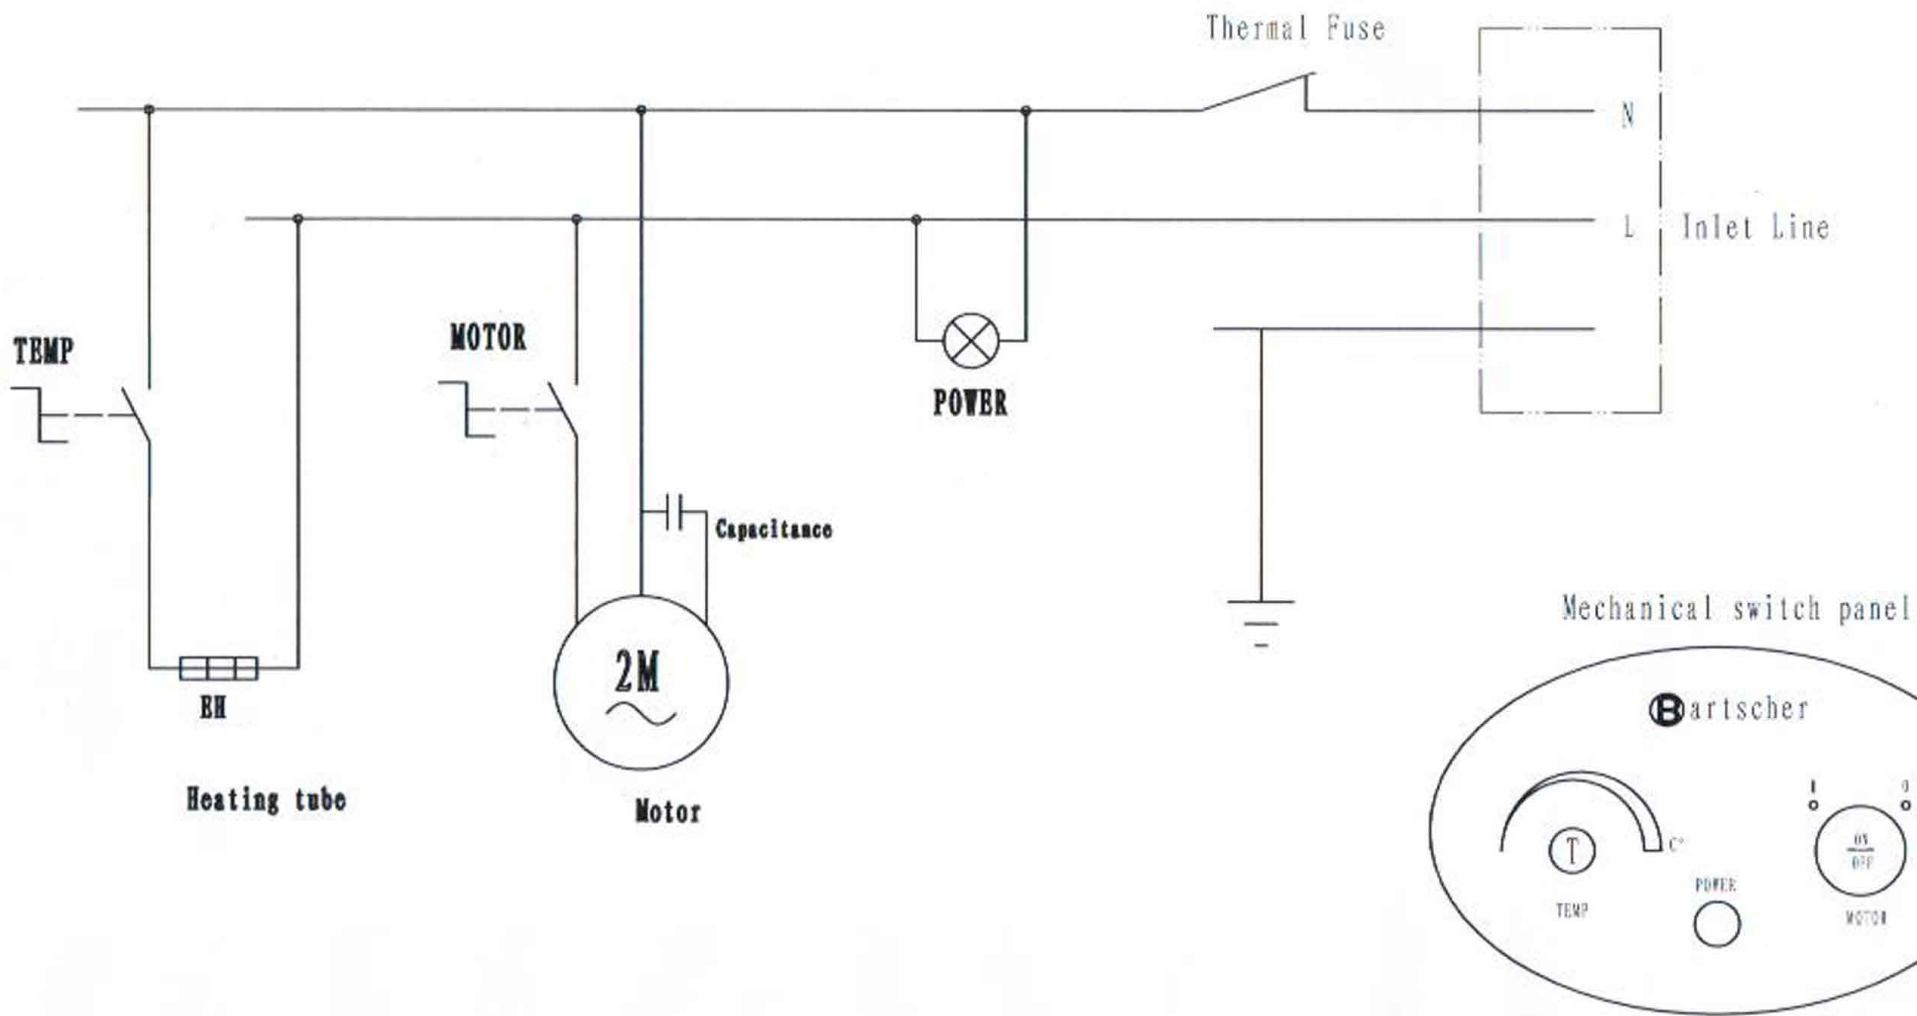 Thermal Fuse
N
L
Inlet Line
TEMP
MOTOR
POWER
Capacitance
2M
EH
Heating tube
Motor
Mechanical switch panel
Bartscher
I
0
T
C°
ON
OFF
POWER
TEMP
MOTOR